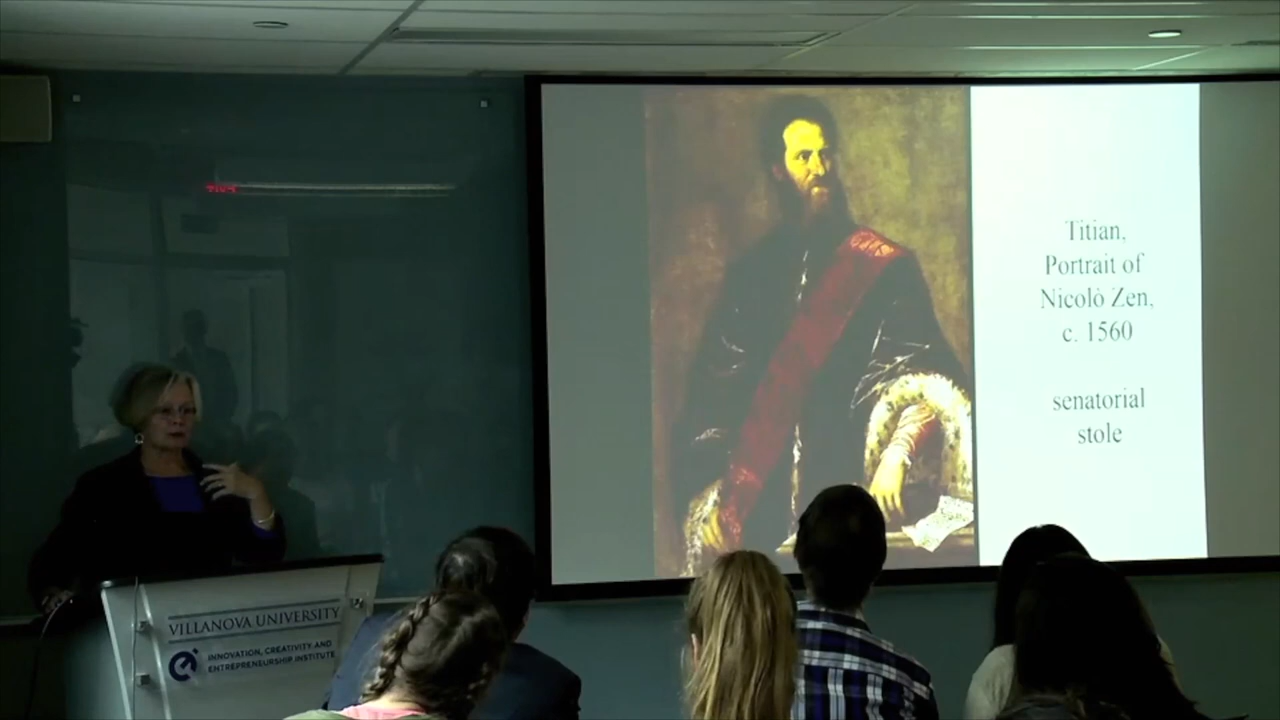 Titian,
Portrait of
Nicolò Zen,
c. 1560
senatorial
stole
VILLANOVA UNIVERSITY
INNOVATION, CREATIVITY AND
ENTREPRENEURSHIP INSTITUTE